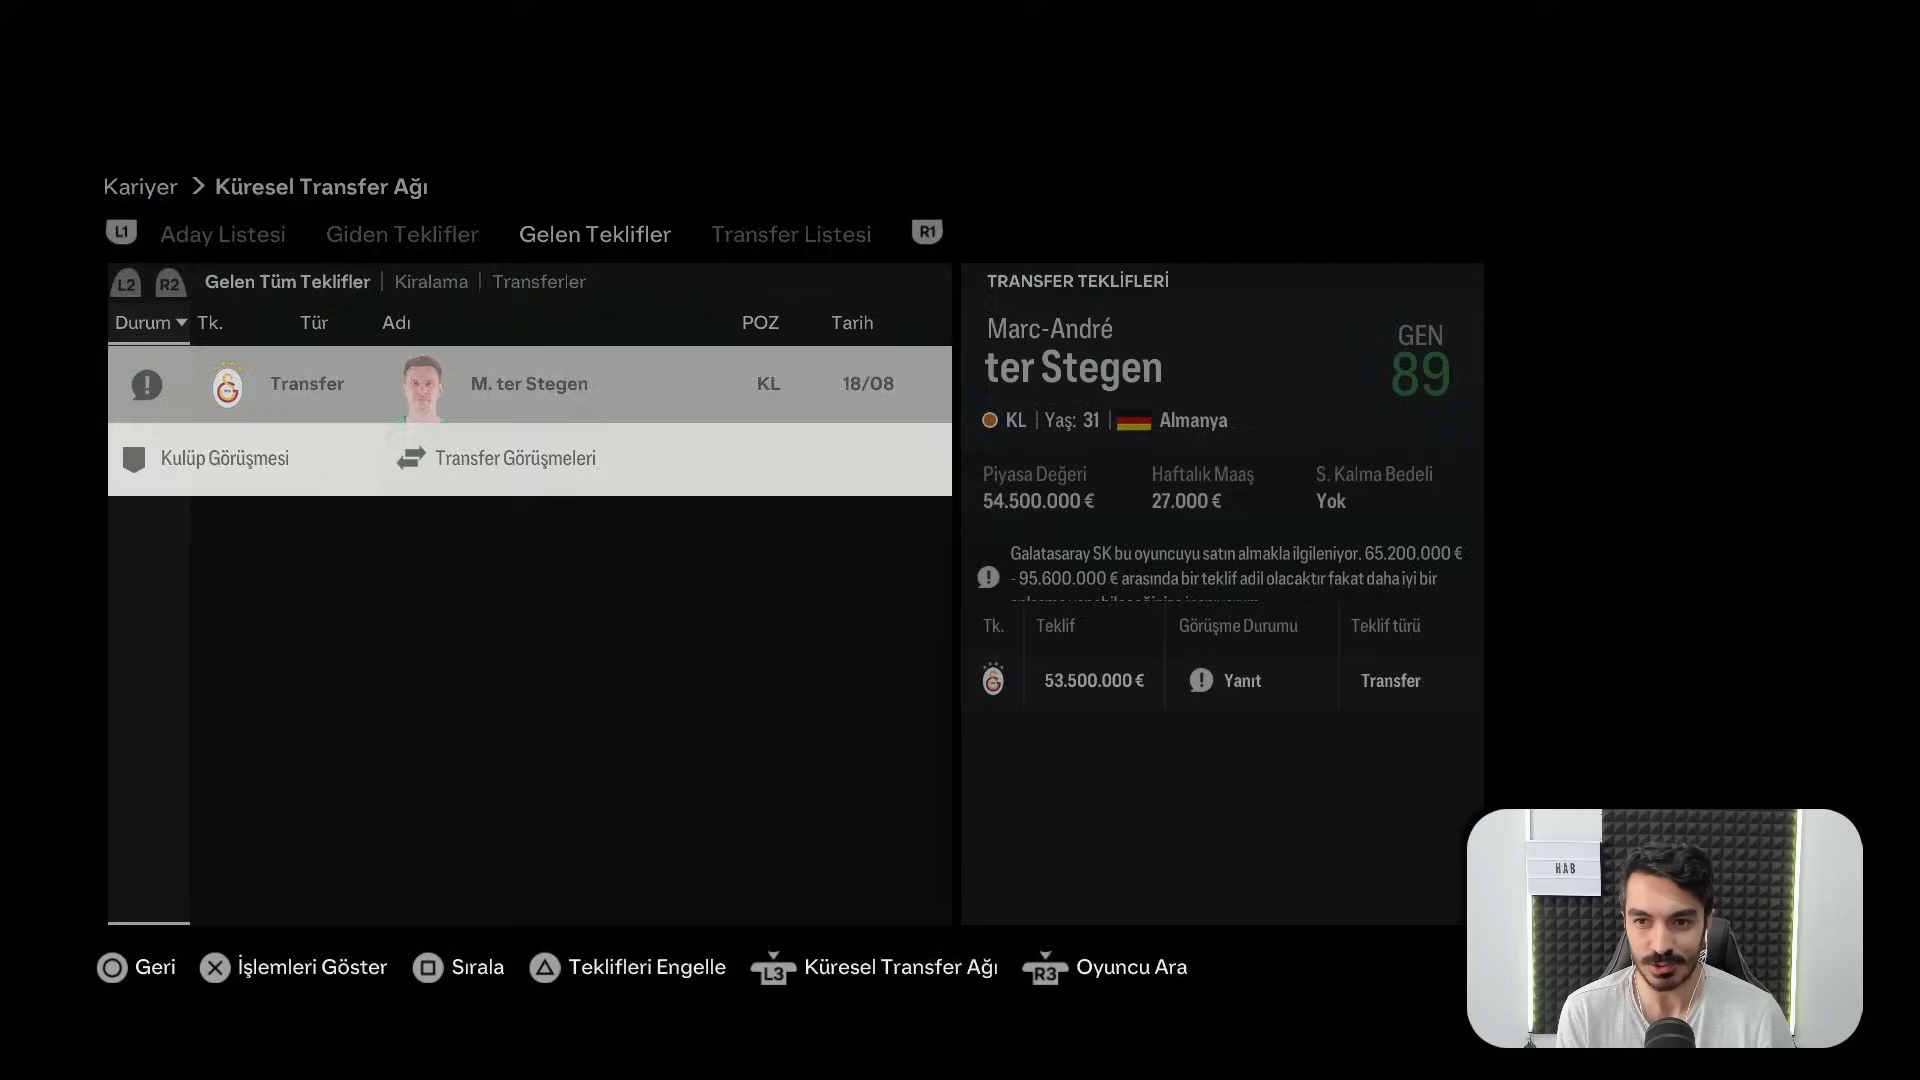 Kariyer > Küresel Transfer Ağı
L1 Aday Listesi Giden Teklifler Gelen Teklifler Transfer Listesi R1
L2 R2 Gelen Tüm Teklifler | Kiralama | Transferler
Durum Tk. Tür Adı POZ Tarih
Transfer M. ter Stegen KL 18/08
Kulüp Görüşmesi Transfer Görüşmeleri
TRANSFER TEKLİFLERİ
Marc-André
ter Stegen
GEN
89
KL | Yaş: 31 | Almanya
Piyasa Değeri Haftalık Maaş S. Kalma Bedeli
54.500.000 € 27.000 € Yok
Galatasaray SK bu oyuncuyu satın almakla ilgileniyor. 65.200.000 €
- 95.600.000 € arasında bir teklif adil olacaktır fakat daha iyi bir
Tk. Teklif Görüşme Durumu Teklif türü
53.500.000 € Yanıt Transfer
HAB
Geri İşlemleri Göster Sırala Teklifleri Engelle L3 Küresel Transfer Ağı R3 Oyuncu Ara